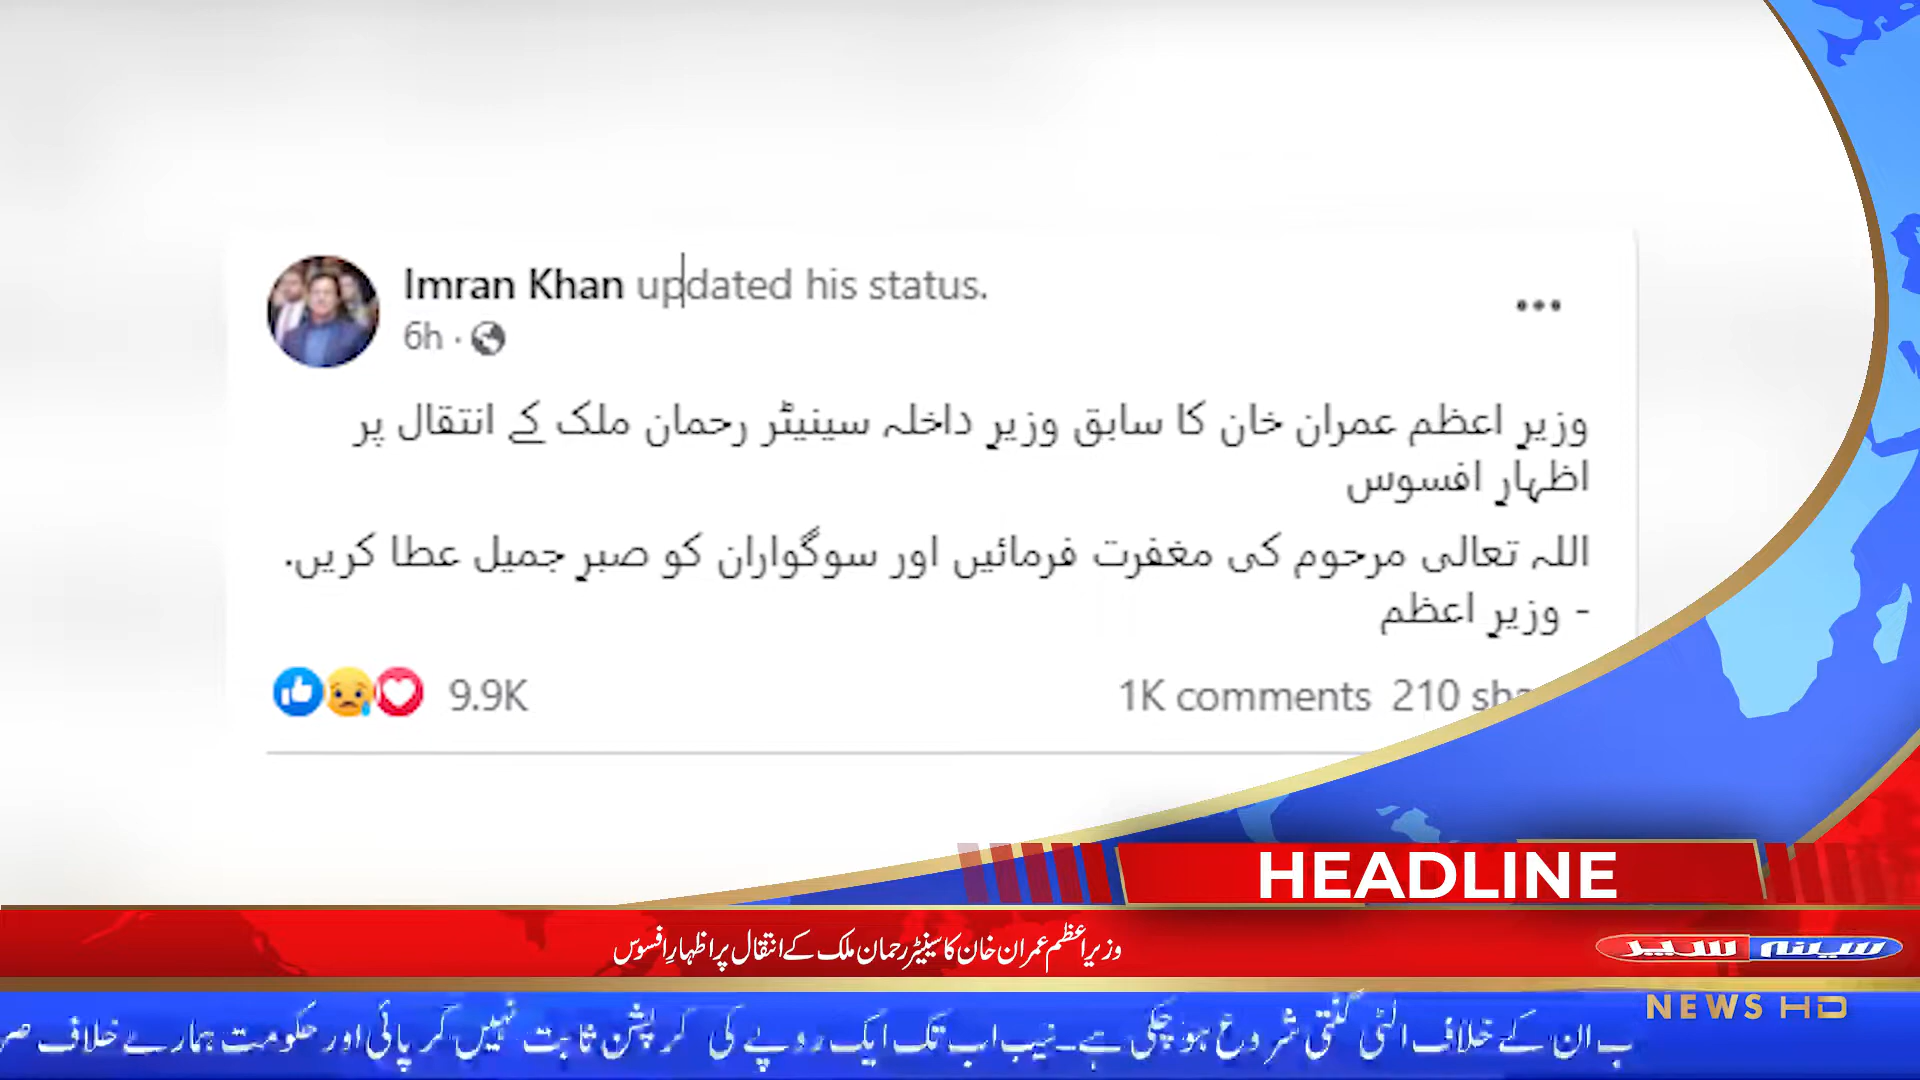 Imran Khan updated his status.
6h ·
وزیرِ اعظم عمران خان کا سابق وزیرِ داخلہ سینیٹر رحمان ملک کے انتقال پر
اظہارِ افسوس
اللہ تعالی مرحوم کی مغفرت فرمائیں اور سوگواران کو صبرِ جمیل عطا کریں.
- وزیرِ اعظم
9.9K
1K comments 210
HEADLINE
وزیراعظم عمران خان کا سینیٹر رحمان ملک کے انتقال پر اظہارِ افسوس
سینہ سپر
NEWS HD
ان کے خلاف الٹی گنتی شروع ہو چکی ہے۔نیب اب تک ایک روپے کی کرپشن ثابت نہیں کر پائی اور حکومت ہمارے خلاف